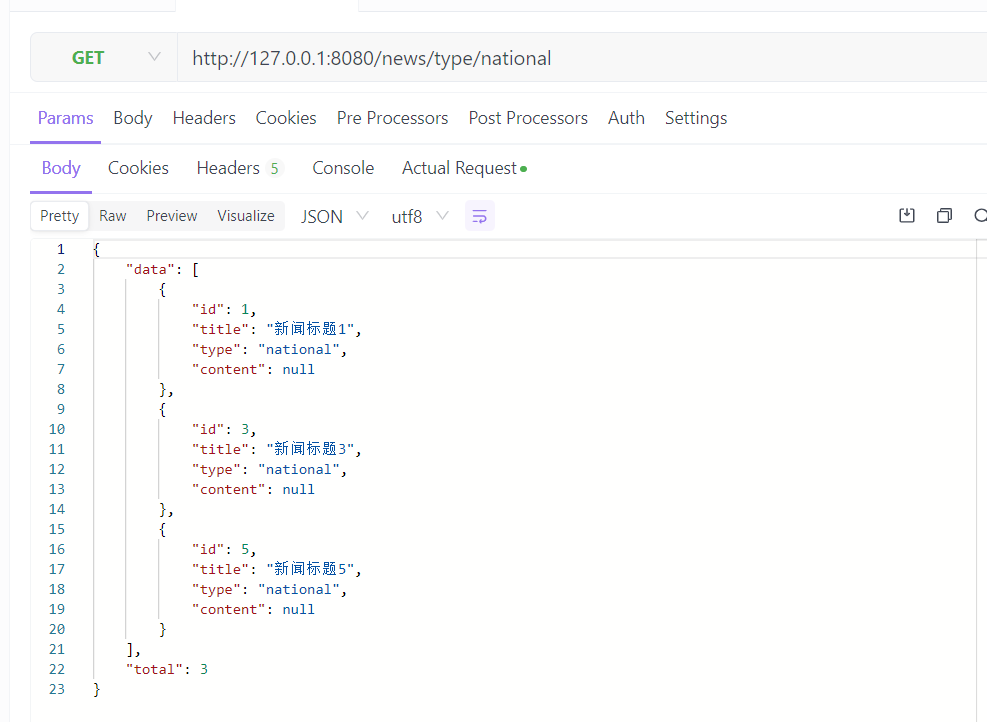 GET http://127.0.0.1:8080/news/type/national
Params Body Headers Cookies Pre Processors Post Processors Auth Settings
Body Cookies Headers 5 Console Actual Request
Pretty Raw Preview Visualize JSON utf8
1 {
2 "data": [
3 {
4 "id": 1,
5 "title": "新闻标题1",
6 "type": "national",
7 "content": null
8 },
9 {
10 "id": 3,
11 "title": "新闻标题3",
12 "type": "national",
13 "content": null
14 },
15 {
16 "id": 5,
17 "title": "新闻标题5",
18 "type": "national",
19 "content": null
20 }
21 ],
22 "total": 3
23 }